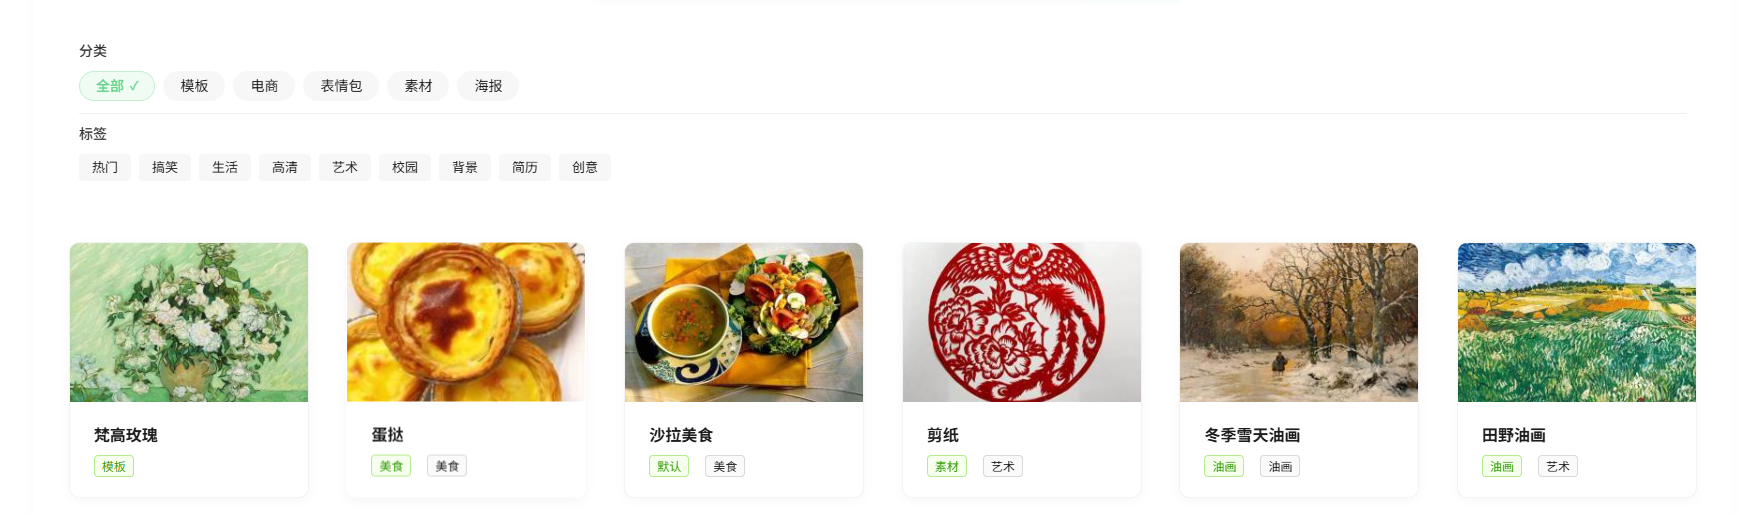 分类
全部 ✓ 模板 电商 表情包 素材 海报
标签
热门 搞笑 生活 高清 艺术 校园 背景 简历 创意
梵高玫瑰 蛋挞 沙拉美食 剪纸 冬季雪天油画 田野油画
模板 美食 美食 默认 美食 素材 艺术 油画 油画 油画 艺术